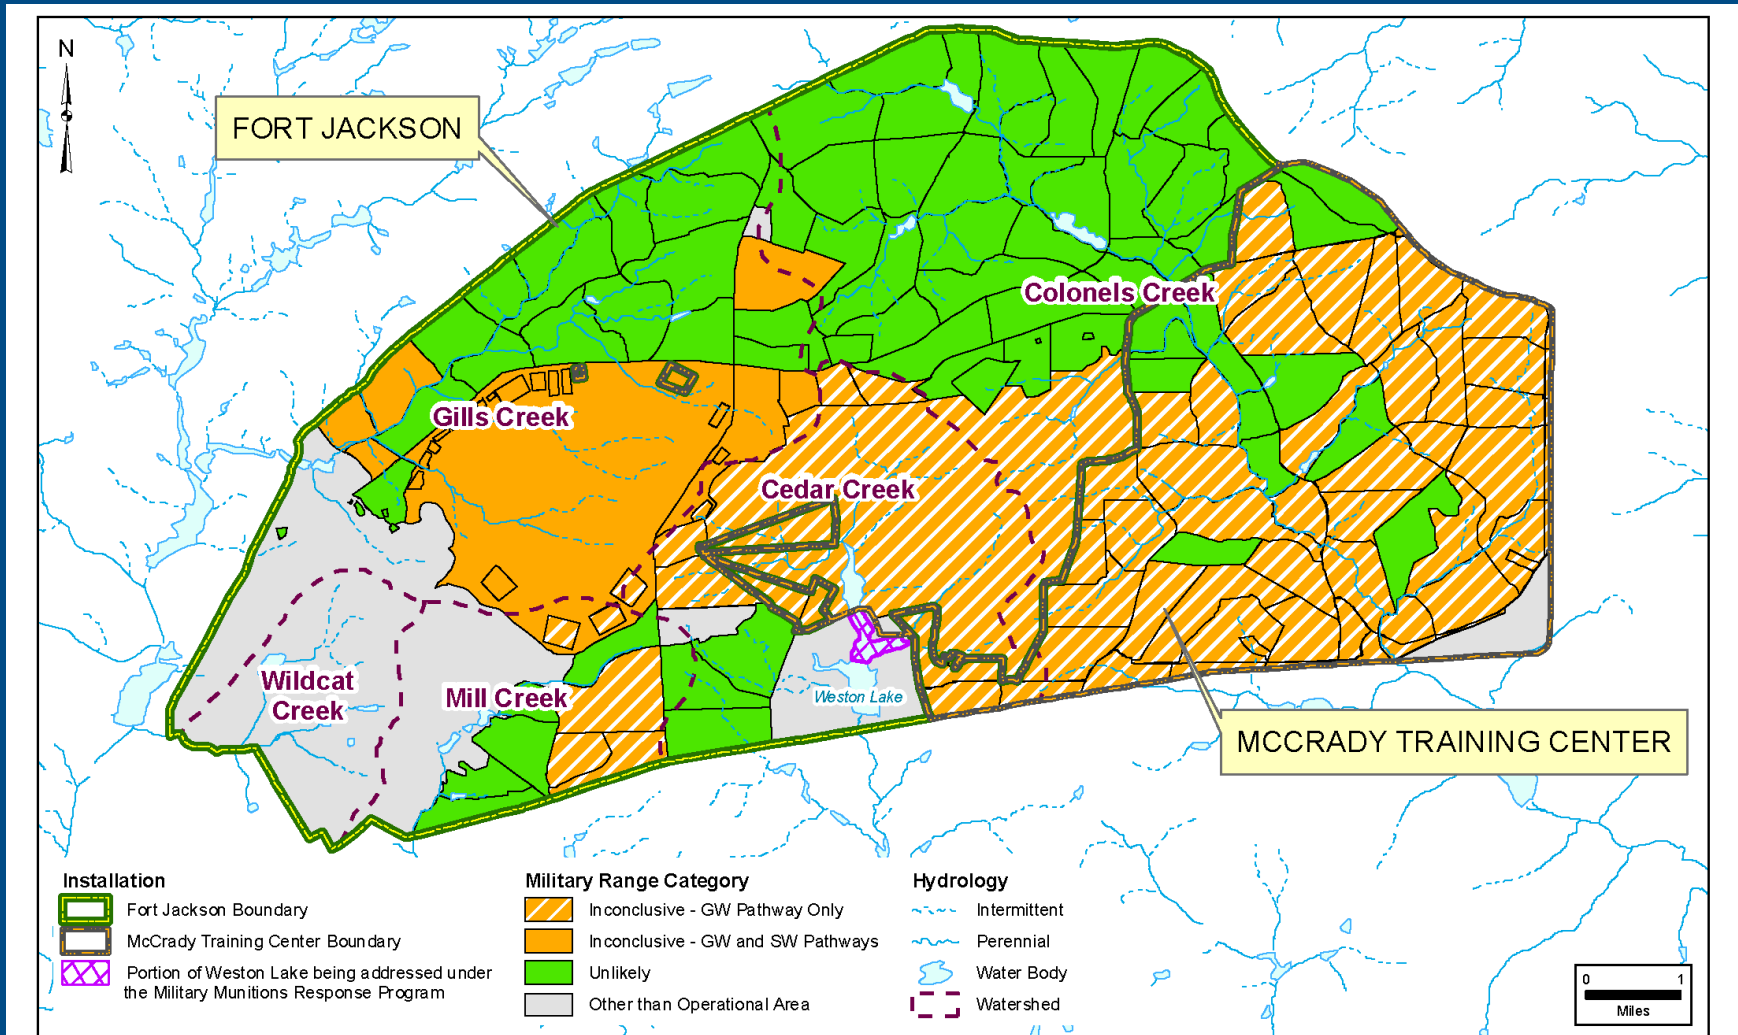 N
FORT JACKSON
Colonels Creek
Gills Creek
Cedar Creek
Wildcat
Creek
Mill Creek
Weston Lake
MCCRADY TRAINING CENTER
Installation
Fort Jackson Boundary
McCrady Training Center Boundary
Portion of Weston Lake being addressed under
the Military Munitions Response Program
Military Range Category
Inconclusive - GW Pathway Only
Inconclusive - GW and SW Pathways
Unlikely
Other than Operational Area
Hydrology
Intermittent
Perennial
Water Body
Watershed
0 1
Miles